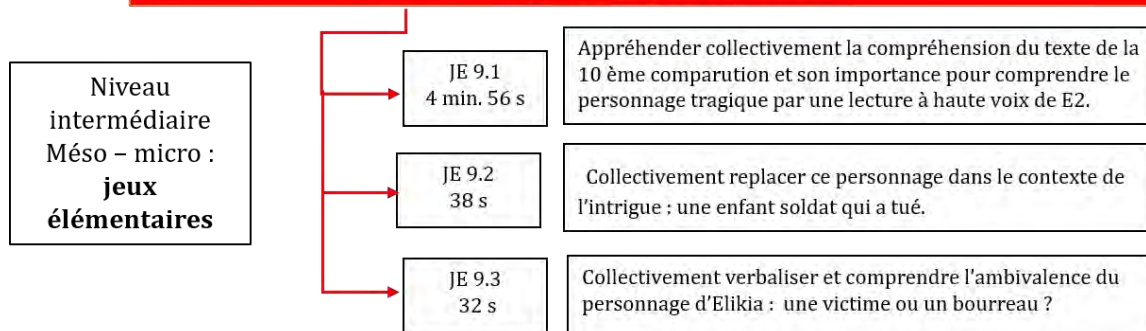 Niveau
intermédiaire
Méso – micro :
jeux
élémentaires
JE 9.1
4 min. 56 s
Appréhender collectivement la compréhension du texte de la
10 ème comparution et son importance pour comprendre le
personnage tragique par une lecture à haute voix de E2.
JE 9.2
38 s
Collectivement replacer ce personnage dans le contexte de
l’intrigue : une enfant soldat qui a tué.
JE 9.3
32 s
Collectivement verbaliser et comprendre l’ambivalence du
personnage d’Elikia : une victime ou un bourreau ?